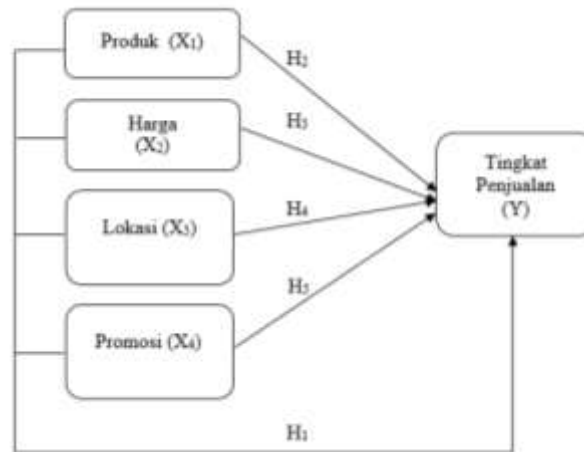 Produk (X1)
H2
Harga
(X2)
H3
Tingkat
Penjualan
(Y)
Lokasi (X3)
H4
H5
Promosi (X4)
H1